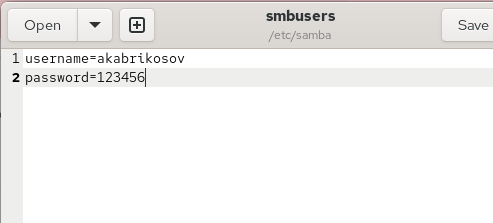 Open
smbusers
/etc/samba
Save
1 username=akabrikosov
2 password=123456